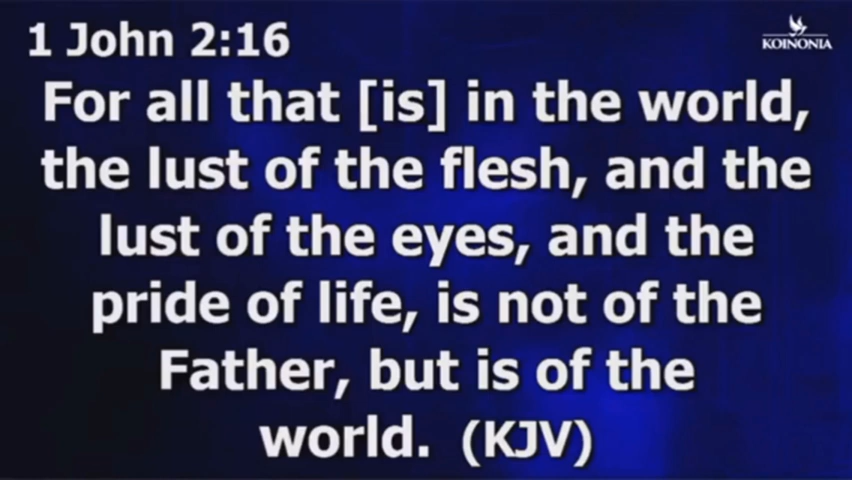 1 John 2:16
KOINONIA
For all that [is] in the world,
the lust of the flesh, and the
lust of the eyes, and the
pride of life, is not of the
Father, but is of the
world. (KJV)